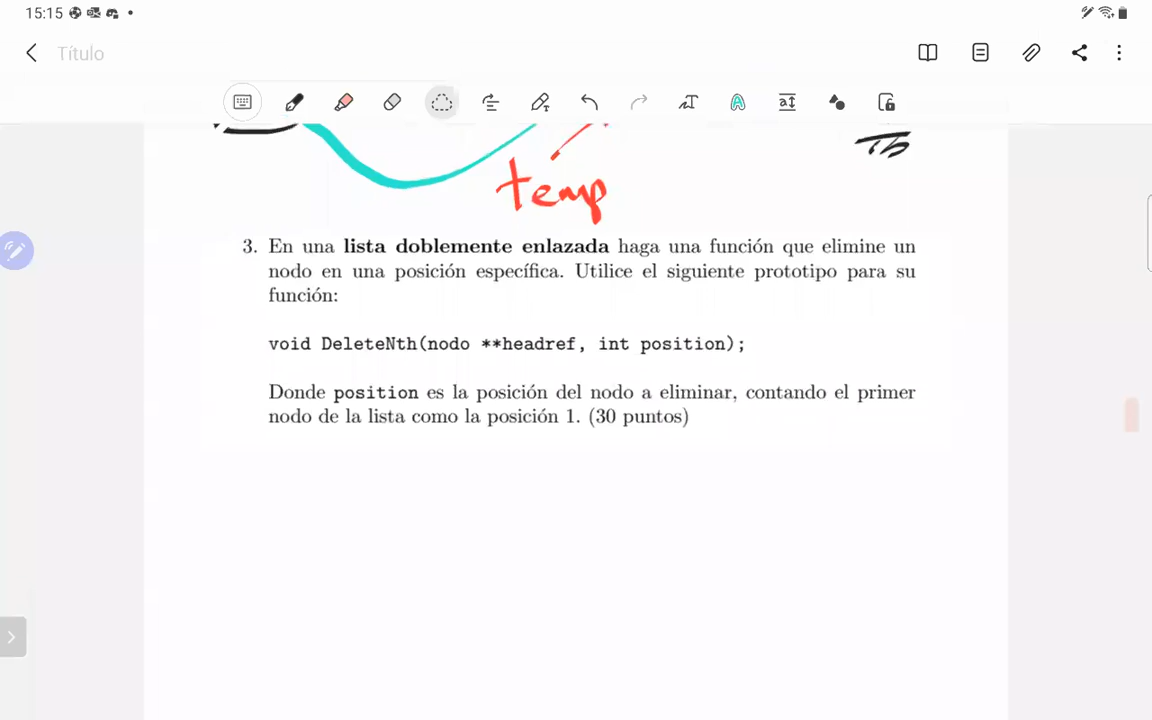 15:15
Título
temp
3. En una lista doblemente enlazada haga una función que elimine un
nodo en una posición específica. Utilice el siguiente prototipo para su
función:
void DeleteNth(nodo **headref, int position);
Donde position es la posición del nodo a eliminar, contando el primer
nodo de la lista como la posición 1. (30 puntos)